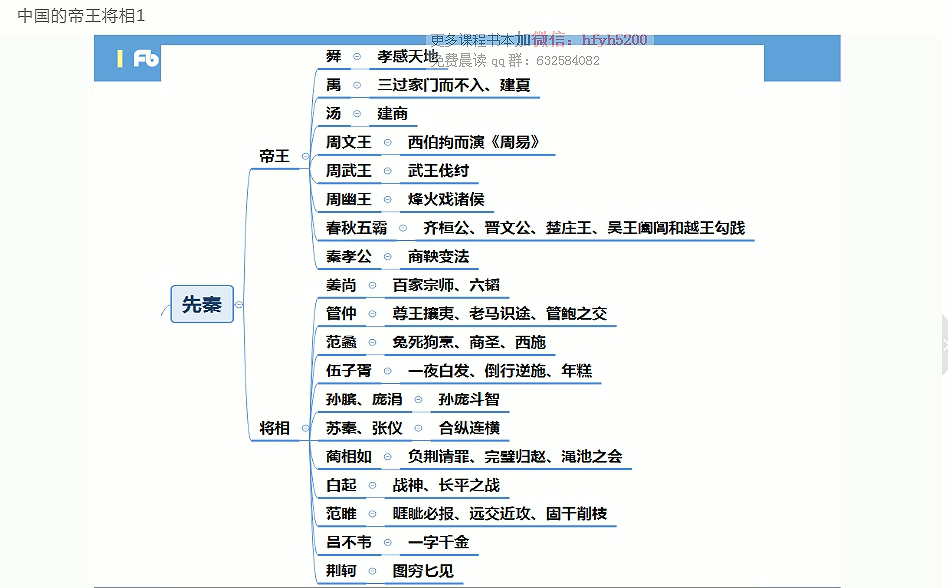 中国的帝王将相1
更多课程书本加微信：hfyh5200
免费晨读 qq 群：632584082
Fb
舜 孝感天地
禹 三过家门而不入、建夏
汤 建商
周文王 西伯拘而演《周易》
帝王
周武王 武王伐纣
周幽王 烽火戏诸侯
春秋五霸 齐桓公、晋文公、楚庄王、吴王阖闾和越王勾践
秦孝公 商鞅变法
先秦
姜尚 百家宗师、六韬
管仲 尊王攘夷、老马识途、管鲍之交
范蠡 兔死狗烹、商圣、西施
伍子胥 一夜白发、倒行逆施、年糕
孙膑、庞涓 孙庞斗智
将相
苏秦、张仪 合纵连横
蔺相如 负荆请罪、完璧归赵、渑池之会
白起 战神、长平之战
范雎 睚眦必报、远交近攻、固干削枝
吕不韦 一字千金
荆轲 图穷匕见